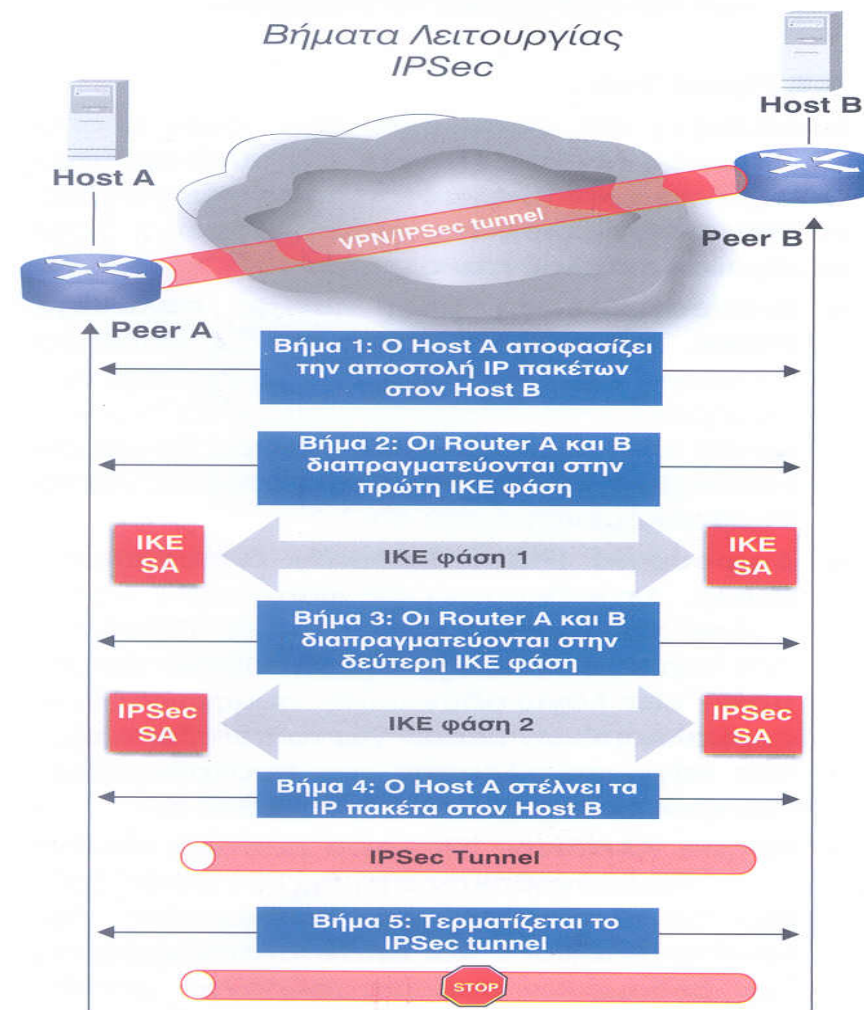 Βήματα Λειτουργίας
IPSec
Host B
Host A
VPN/IPSec tunnel
Peer B
Peer A
Βήμα 1: Ο Host A αποφασίζει
την αποστολή IP πακέτων
στον Host B
Βήμα 2: Οι Router A και B
διαπραγματεύονται στην
πρώτη IKE φάση
IKE
SA
IKE φάση 1
IKE
SA
Βήμα 3: Οι Router A και B
διαπραγματεύονται στην
δεύτερη IKE φάση
IPSec
SA
IKE φάση 2
IPSec
SA
Βήμα 4: Ο Host A στέλνει τα
IP πακέτα στον Host B
IPSec Tunnel
Βήμα 5: Τερματίζεται το
IPSec tunnel
STOP